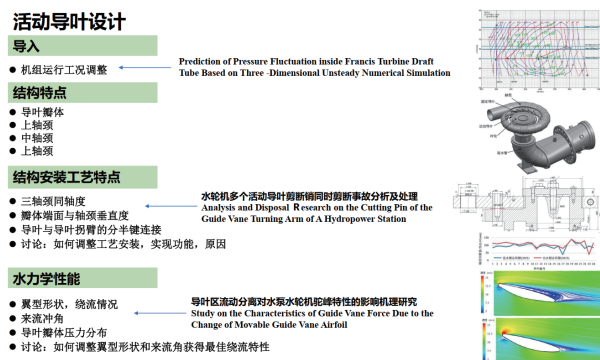 活动导叶设计
导入
机组运行工况调整
Prediction of Pressure Fluctuation inside Francis Turbine Draft
Tube Based on Three -Dimensional Unsteady Numerical Simulation
结构特点
导叶瓣体
上轴颈
中轴颈
上轴颈
结构安装工艺特点
三轴颈同轴度
瓣体端面与轴颈垂直度
导叶与导叶拐臂的分半键连接
讨论：如何调整工艺安装，实现功能，原因
水轮机多个活动导叶剪断销同时剪断事故分析及处理
Analysis and Disposal Research on the Cutting Pin of the
Guide Vane Turning Arm of A Hydropower Station
水力学性能
翼型形状，绕流情况
来流冲角
导叶瓣体压力分布
讨论：如何调整翼型形状和来流角获得最佳绕流特性
导叶区流动分离对水泵水轮机驼峰特性的影响机理研究
Study on the Characteristics of Guide Vane Force Due to the
Change of Movable Guide Vane Airfoil